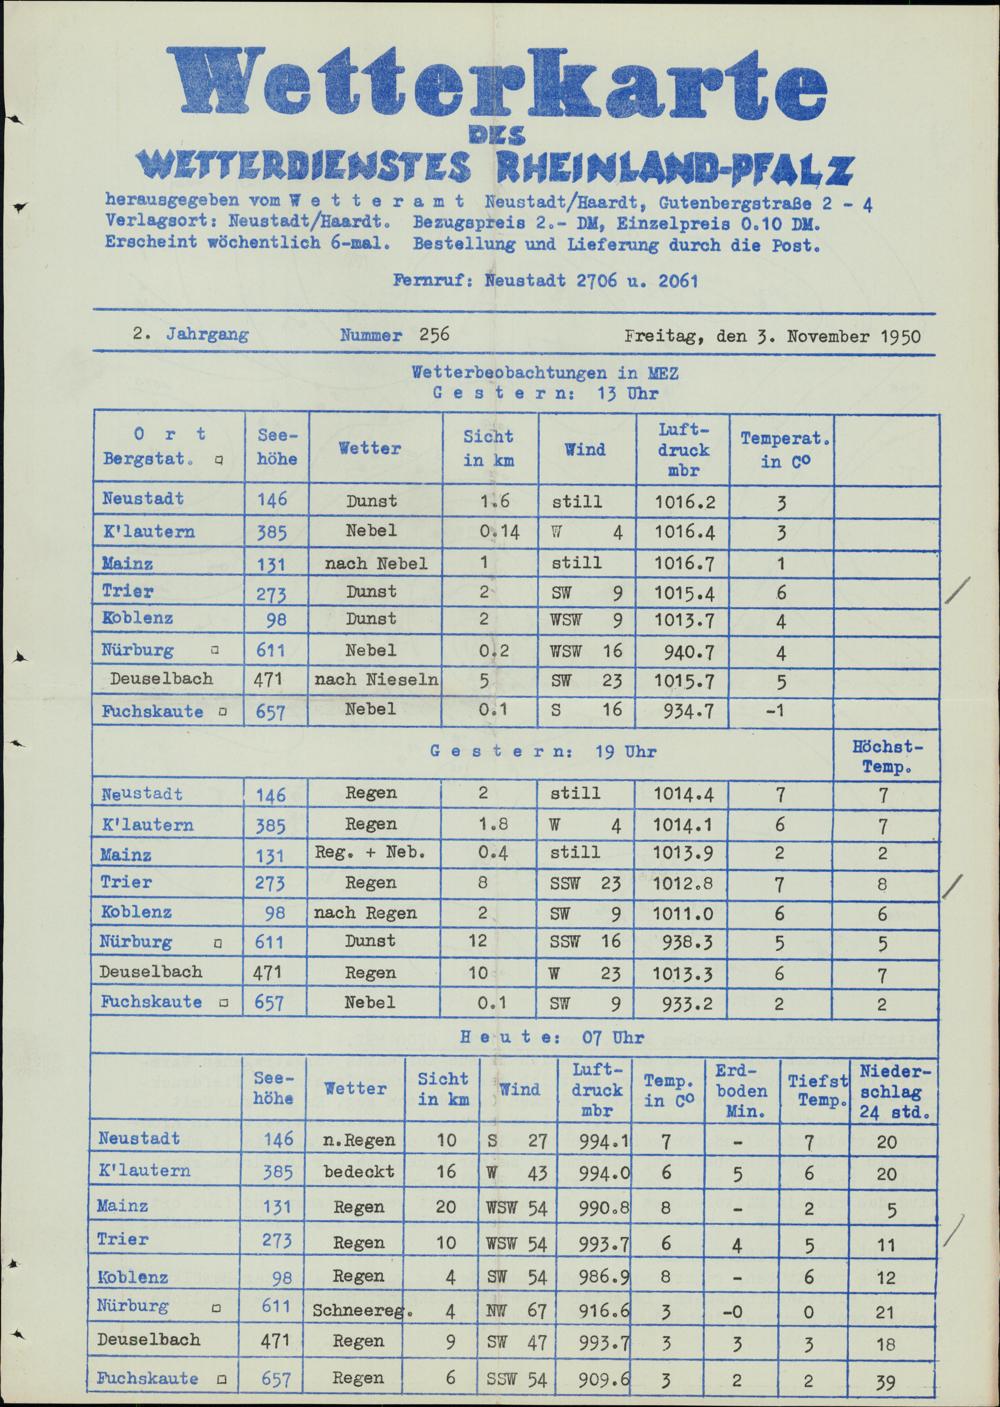 Wetterkarte
DES
WETTERDIENSTES RHEINLAND-PFALZ
herausgegeben vom W e t t e r a m t Neustadt/Haardt, Gutenbergstraße 2 - 4
Verlagsort: Neustadt/Haardt. Bezugspreis 2.- DM, Einzelpreis 0.10 DM.
Erscheint wöchentlich 6-mal. Bestellung und Lieferung durch die Post.
Fernruf: Neustadt 2706 u. 2061
2. Jahrgang Nummer 256 Freitag, den 3. November 1950
Wetterbeobachtungen in MEZ
G e s t e r n: 13 Uhr
O r t Bergstat. □ See-höhe Wetter Sicht in km Wind Luft-druck mbr Temperat. in C°
Neustadt 146 Dunst 1.6 still 1016.2 3
K'lautern 385 Nebel 0.14 W 4 1016.4 3
Mainz 131 nach Nebel 1 still 1016.7 1
Trier 273 Dunst 2 SW 9 1015.4 6
Koblenz 98 Dunst 2 WSW 9 1013.7 4
Nürburg □ 611 Nebel 0.2 WSW 16 940.7 4
Deuselbach 471 nach Nieseln 5 SW 23 1015.7 5
Fuchskaute □ 657 Nebel 0.1 S 16 934.7 -1
G e s t e r n: 19 Uhr Höchst-Temp.
Neustadt 146 Regen 2 still 1014.4 7 7
K'lautern 385 Regen 1.8 W 4 1014.1 6 7
Mainz 131 Reg. + Neb. 0.4 still 1013.9 2 2
Trier 273 Regen 8 SSW 23 1012.8 7 8
Koblenz 98 nach Regen 2 SW 9 1011.0 6 6
Nürburg □ 611 Dunst 12 SSW 16 938.3 5 5
Deuselbach 471 Regen 10 W 23 1013.3 6 7
Fuchskaute □ 657 Nebel 0.1 SW 9 933.2 2 2
H e u t e: 07 Uhr
See-höhe Wetter Sicht in km Wind Luft-druck mbr Temp. in C° Erd-boden Min. Tiefst Temp. Nieder-schlag 24 std.
Neustadt 146 n.Regen 10 S 27 994.1 7 - 7 20
K'lautern 385 bedeckt 16 W 43 994.0 6 5 6 20
Mainz 131 Regen 20 WSW 54 990.8 8 - 2 5
Trier 273 Regen 10 WSW 54 993.7 6 4 5 11
Koblenz 98 Regen 4 SW 54 986.9 8 - 6 12
Nürburg □ 611 Schneereg. 4 NW 67 916.6 3 -0 0 21
Deuselbach 471 Regen 9 SW 47 993.7 3 3 3 18
Fuchskaute □ 657 Regen 6 SSW 54 909.6 3 2 2 39